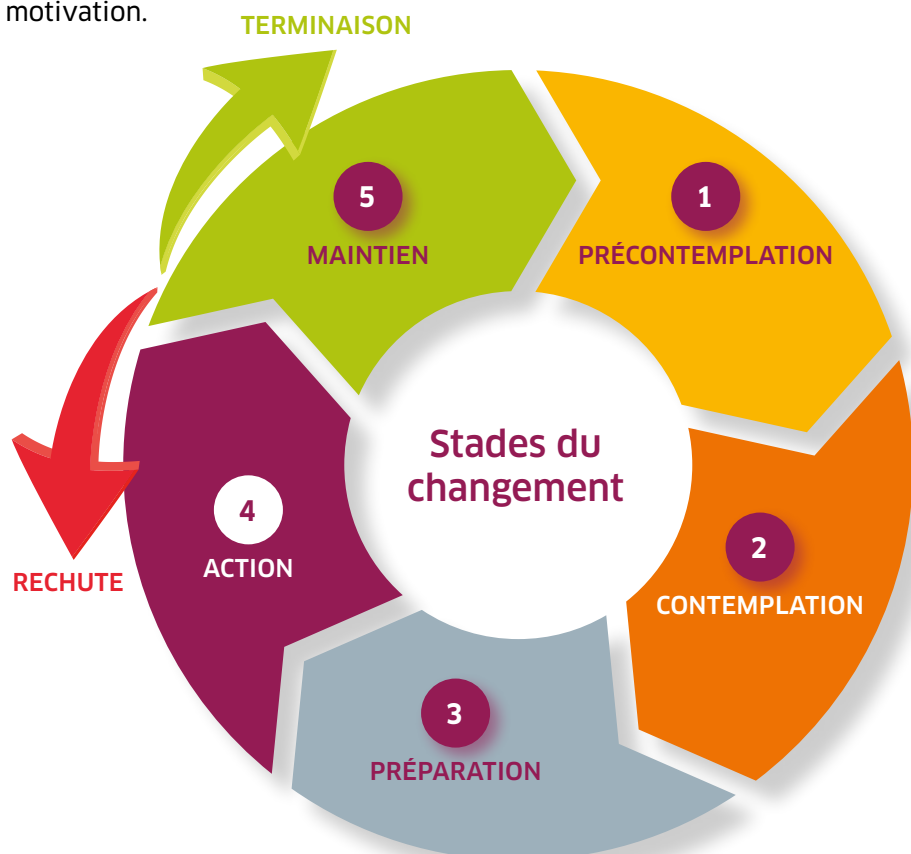 motivation.
TERMINAISON
5
MAINTIEN
1
PRÉCONTEMPLATION
Stades du
changement
4
ACTION
2
CONTEMPLATION
RECHUTE
3
PRÉPARATION